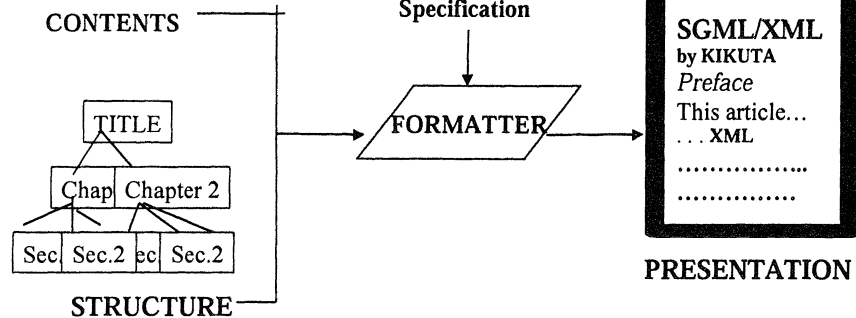 CONTENTS
Specification
TITLE
Chap
Chapter 2
Sec.
Sec.2
ec
Sec.2
STRUCTURE
FORMATTER
SGML/XML
by KIKUTA
Preface
This article...
... XML
................
...............
PRESENTATION